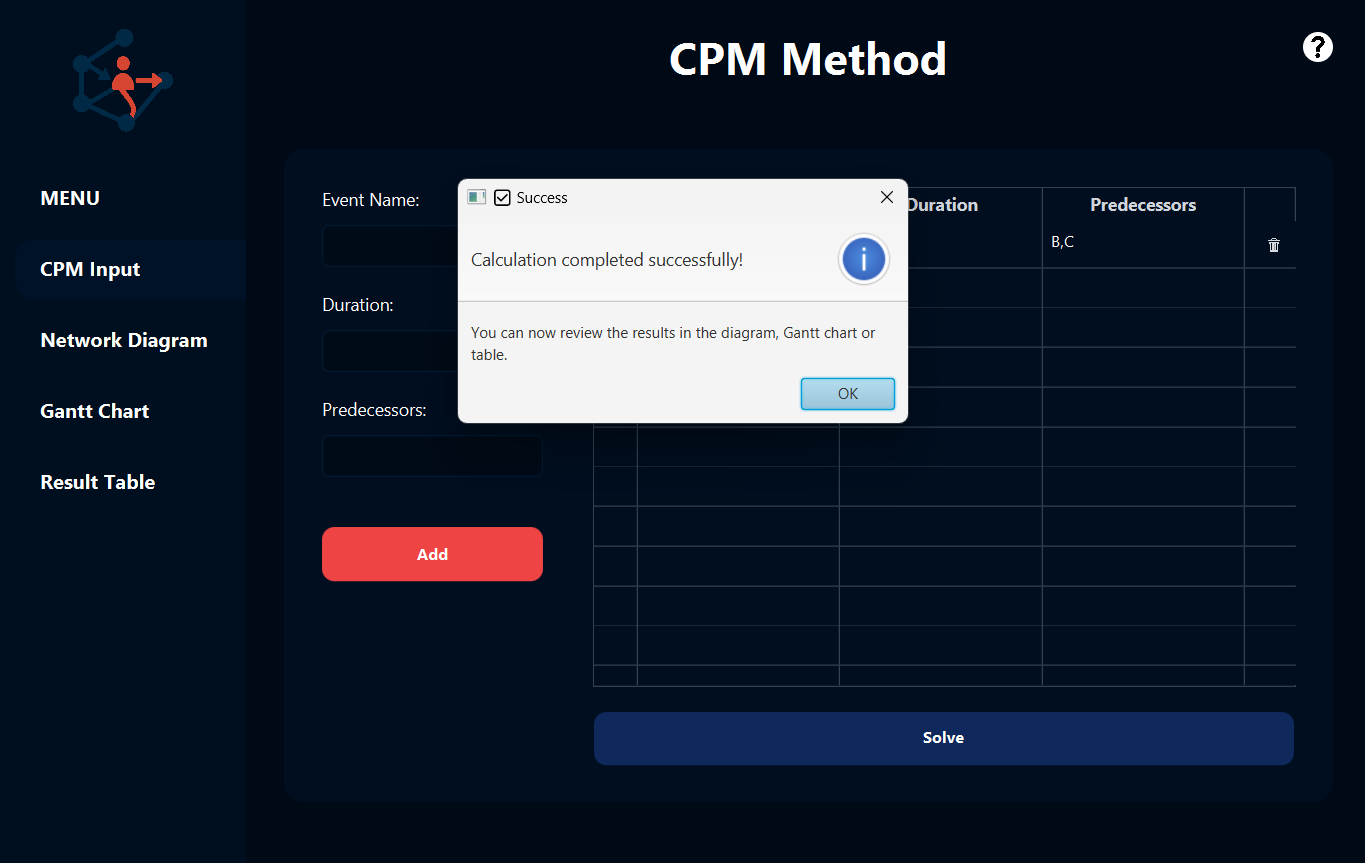 CPM Method
?
MENU
CPM Input
Network Diagram
Gantt Chart
Result Table
Event Name:
Duration:
Predecessors:
Add
Success
Calculation completed successfully!
You can now review the results in the diagram, Gantt chart or
table.
OK
Duration
Predecessors
B,C
Solve